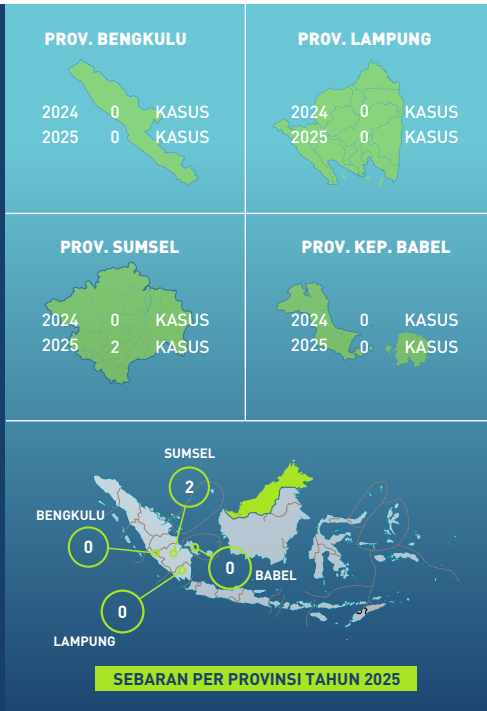 PROV. BENGKULU
2024 0 KASUS
2025 0 KASUS
PROV. LAMPUNG
2024 0 KASUS
2025 0 KASUS
PROV. SUMSEL
2024 0 KASUS
2025 2 KASUS
PROV. KEP. BABEL
2024 0 KASUS
2025 0 KASUS
SUMSEL
2
BENGKULU
0
0
BABEL
0
LAMPUNG
SEBARAN PER PROVINSI TAHUN 2025